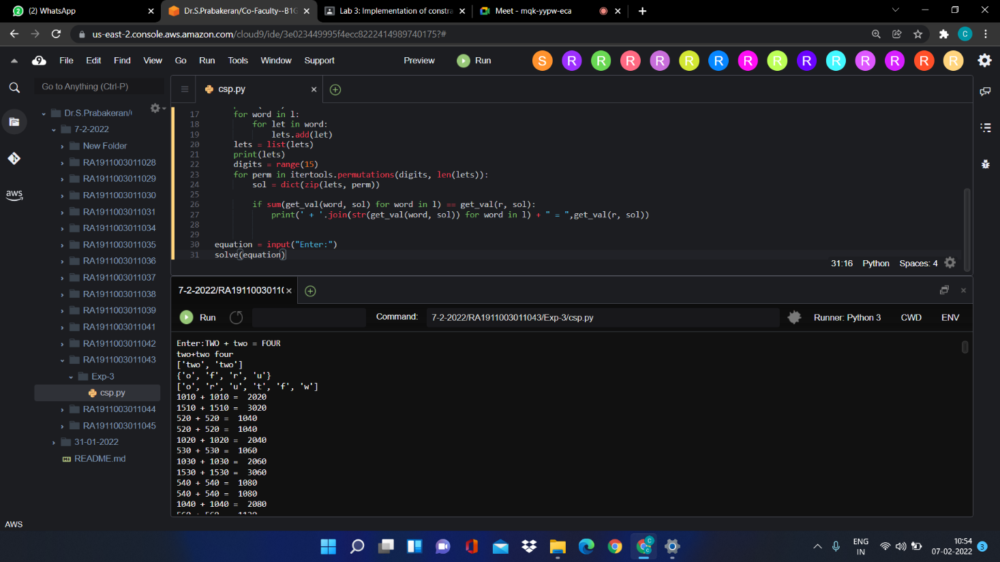 (2) WhatsApp
Dr.S.Prabakeran/Co-Faculty--B1G
Lab 3: Implementation of constra
Meet - mqk-yypw-eca
us-east-2.console.aws.amazon.com/cloud9/ide/3e023449995f4ecc8222414989740175?#
C
9 File Edit Find View Go Run Tools Window Support Preview Run S R R R R R R R R R R R R R R
Go to Anything (Ctrl-P)
csp.py
Dr.S.Prabakeran/(
7-2-2022
New Folder
RA1911003011028
RA1911003011029
RA1911003011030
RA1911003011031
RA1911003011034
RA1911003011035
RA1911003011036
RA1911003011037
RA1911003011038
RA1911003011039
RA1911003011041
RA1911003011042
RA1911003011043
Exp-3
csp.py
RA1911003011044
RA1911003011045
31-01-2022
README.md
aws
AWS
17 for word in l:
18 for let in word:
19 lets.add(let)
20 lets = list(lets)
21 print(lets)
22 digits = range(15)
23 for perm in itertools.permutations(digits, len(lets)):
24 sol = dict(zip(lets, perm))
25
26 if sum(get_val(word, sol) for word in l) == get_val(r, sol):
27 print(' + '.join(str(get_val(word, sol)) for word in l) + " = ",get_val(r, sol))
28
29
30 equation = input("Enter:")
31 solve(equation)
31:16 Python Spaces: 4
7-2-2022/RA1911003011(
Run Command: 7-2-2022/RA1911003011043/Exp-3/csp.py Runner: Python 3 CWD ENV
Enter:TWO + two = FOUR
two+two four
['two', 'two']
{'o', 'f', 'r', 'u'}
['o', 'r', 'u', 't', 'f', 'w']
1010 + 1010 =  2020
1510 + 1510 =  3020
520 + 520 =  1040
520 + 520 =  1040
1020 + 1020 =  2040
530 + 530 =  1060
1030 + 1030 =  2060
1530 + 1530 =  3060
540 + 540 =  1080
540 + 540 =  1080
1040 + 1040 =  2080
560 + 560 =  1120
ENG
IN
10:54
07-02-2022
3